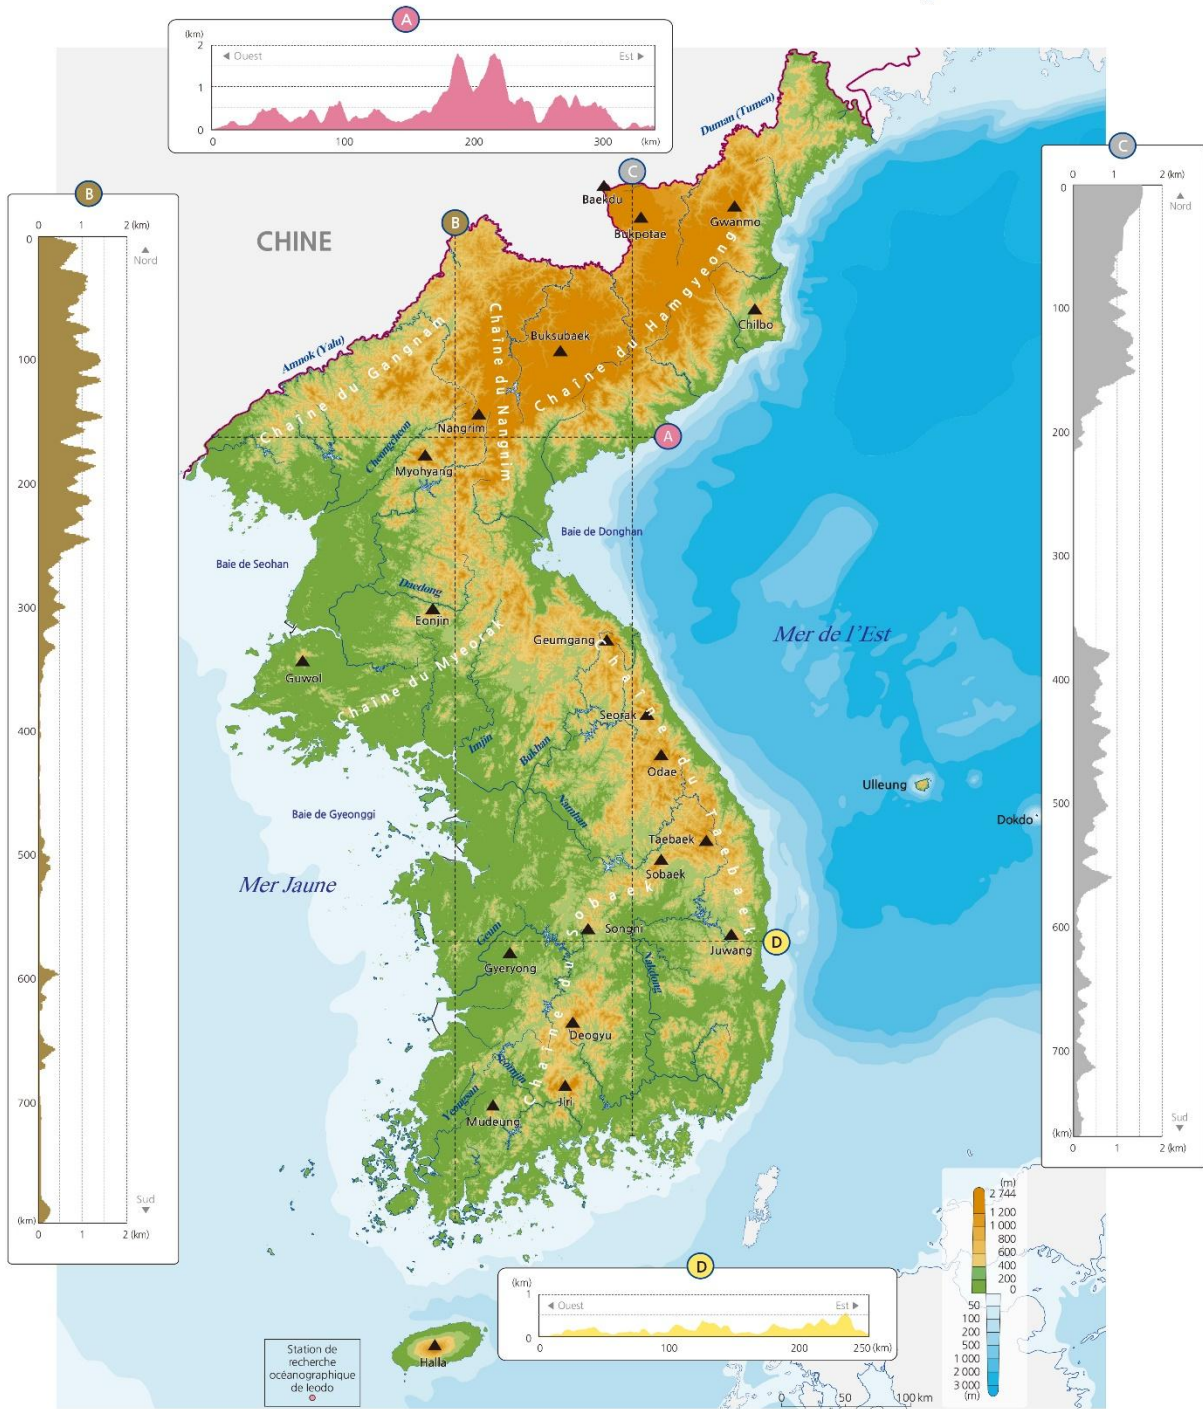 A
(km)
2
1
0
◄ Ouest
Est ►
0
100
200
300
(km)
B
0
1
2 (km)
0
100
200
300
400
500
600
700
(km)
▲
Nord
Sud
▼
0
1
2 (km)
C
0
1
2 (km)
0
100
200
300
400
500
600
700
(km)
▲
Nord
Sud
▼
0
1
2 (km)
CHINE
Duman (Tumen)
C
Baekdu
Bukpotae
Gwanmo
B
Chaîne du Hamgyeong
Chilbo
Buksubaek
Chaîne du Nangnim
Amnok (Yalu)
Chaîne du Gangnam
Nangrim
A
Cheongcheon
Myohyang
Baie de Donghan
Baie de Seohan
Daedong
Eonjin
Geumgang
Mer de l’Est
Guwol
Chaîne du Myeorak
Chaîne du Taebaek
Seorak
Imjin
Bukhan
Odae
Ulleung
Dokdo
Baie de Gyeonggi
Namhan
Taebaek
Sobaek
Mer Jaune
Chaîne du Sobaek
Songni
Geum
Juwang
D
Gyeryong
Nakdong
Deogyu
Seomjin
Yeongsan
Jiri
Mudeung
D
(km)
1
0
◄ Ouest
Est ►
0
100
200
250 (km)
Halla
Station de
recherche
océanographique
de Ieodo
(m)
2 744
1 200
1 000
800
600
400
200
0
50
100
200
500
1 000
2 000
3 000
(m)
0
50
100 km